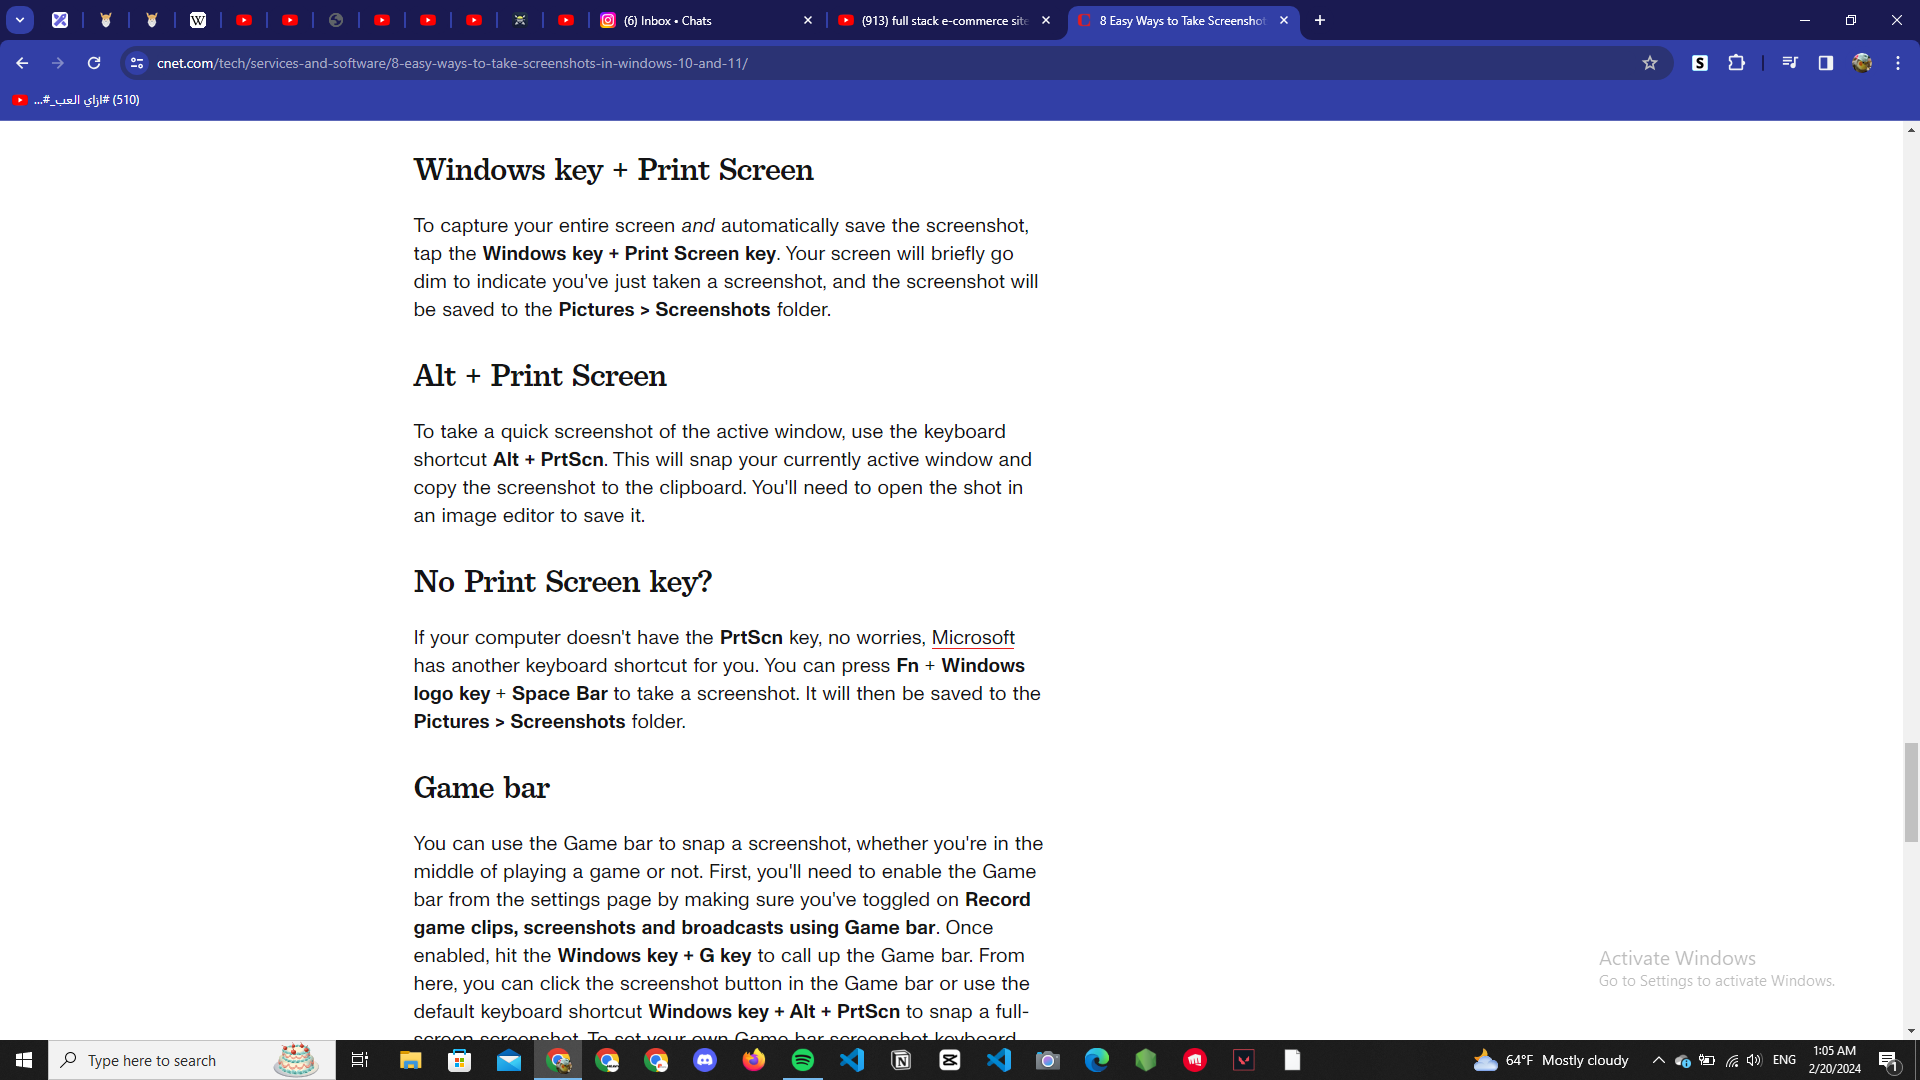 (6) Inbox • Chats
(913) full stack e-commerce site
8 Easy Ways to Take Screenshot
cnet.com/tech/services-and-software/8-easy-ways-to-take-screenshots-in-windows-10-and-11/
(510) #ازاي العب_#...
Windows key + Print Screen
To capture your entire screen and automatically save the screenshot,
tap the Windows key + Print Screen key. Your screen will briefly go
dim to indicate you've just taken a screenshot, and the screenshot will
be saved to the Pictures > Screenshots folder.
Alt + Print Screen
To take a quick screenshot of the active window, use the keyboard
shortcut Alt + PrtScn. This will snap your currently active window and
copy the screenshot to the clipboard. You'll need to open the shot in
an image editor to save it.
No Print Screen key?
If your computer doesn't have the PrtScn key, no worries, Microsoft
has another keyboard shortcut for you. You can press Fn + Windows
logo key + Space Bar to take a screenshot. It will then be saved to the
Pictures > Screenshots folder.
Game bar
You can use the Game bar to snap a screenshot, whether you're in the
middle of playing a game or not. First, you'll need to enable the Game
bar from the settings page by making sure you've toggled on Record
game clips, screenshots and broadcasts using Game bar. Once
enabled, hit the Windows key + G key to call up the Game bar. From
here, you can click the screenshot button in the Game bar or use the
default keyboard shortcut Windows key + Alt + PrtScn to snap a full-
screen screenshot. To set your own Game bar screenshot keyboard
Activate Windows
Go to Settings to activate Windows.
Type here to search
64°F Mostly cloudy
ENG
1:05 AM
2/20/2024
1